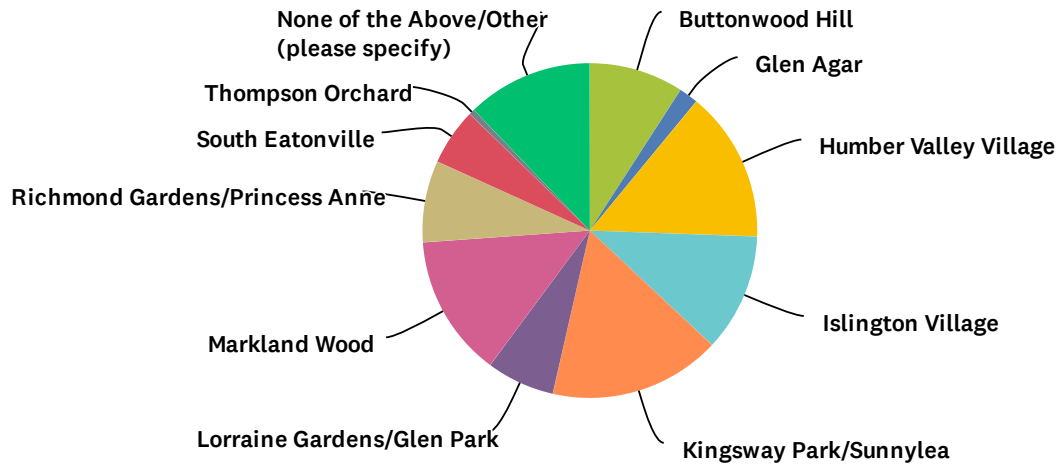 None of the Above/Other
(please specify)
Buttonwood Hill
Glen Agar
Thompson Orchard
South Eatonville
Humber Valley Village
Richmond Gardens/Princess Anne
Islington Village
Markland Wood
Lorraine Gardens/Glen Park
Kingsway Park/Sunnylea